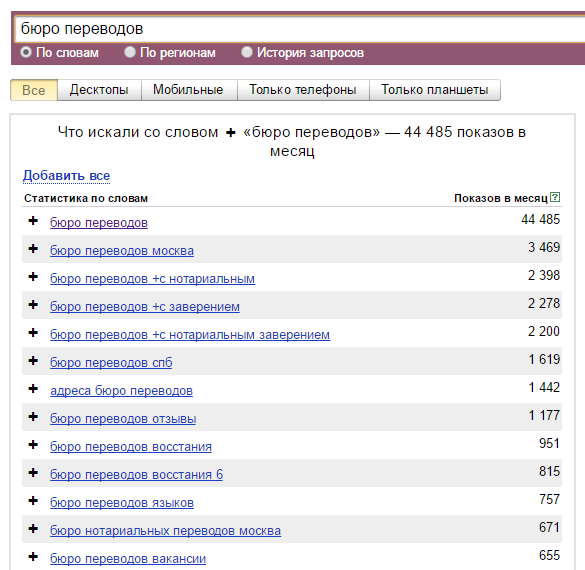 бюро переводов
По словам По регионам История запросов
Все Десктопы Мобильные Только телефоны Только планшеты
Что искали со словом + «бюро переводов» — 44 485 показов в
месяц
Добавить все
Статистика по словам Показов в месяц ?
+ бюро переводов 44 485
+ бюро переводов москва 3 469
+ бюро переводов +с нотариальным 2 398
+ бюро переводов +с заверением 2 278
+ бюро переводов +с нотариальным заверением 2 200
+ бюро переводов спб 1 619
+ адреса бюро переводов 1 442
+ бюро переводов отзывы 1 177
+ бюро переводов восстания 951
+ бюро переводов восстания 6 815
+ бюро переводов языков 757
+ бюро нотариальных переводов москва 671
+ бюро переводов вакансии 655